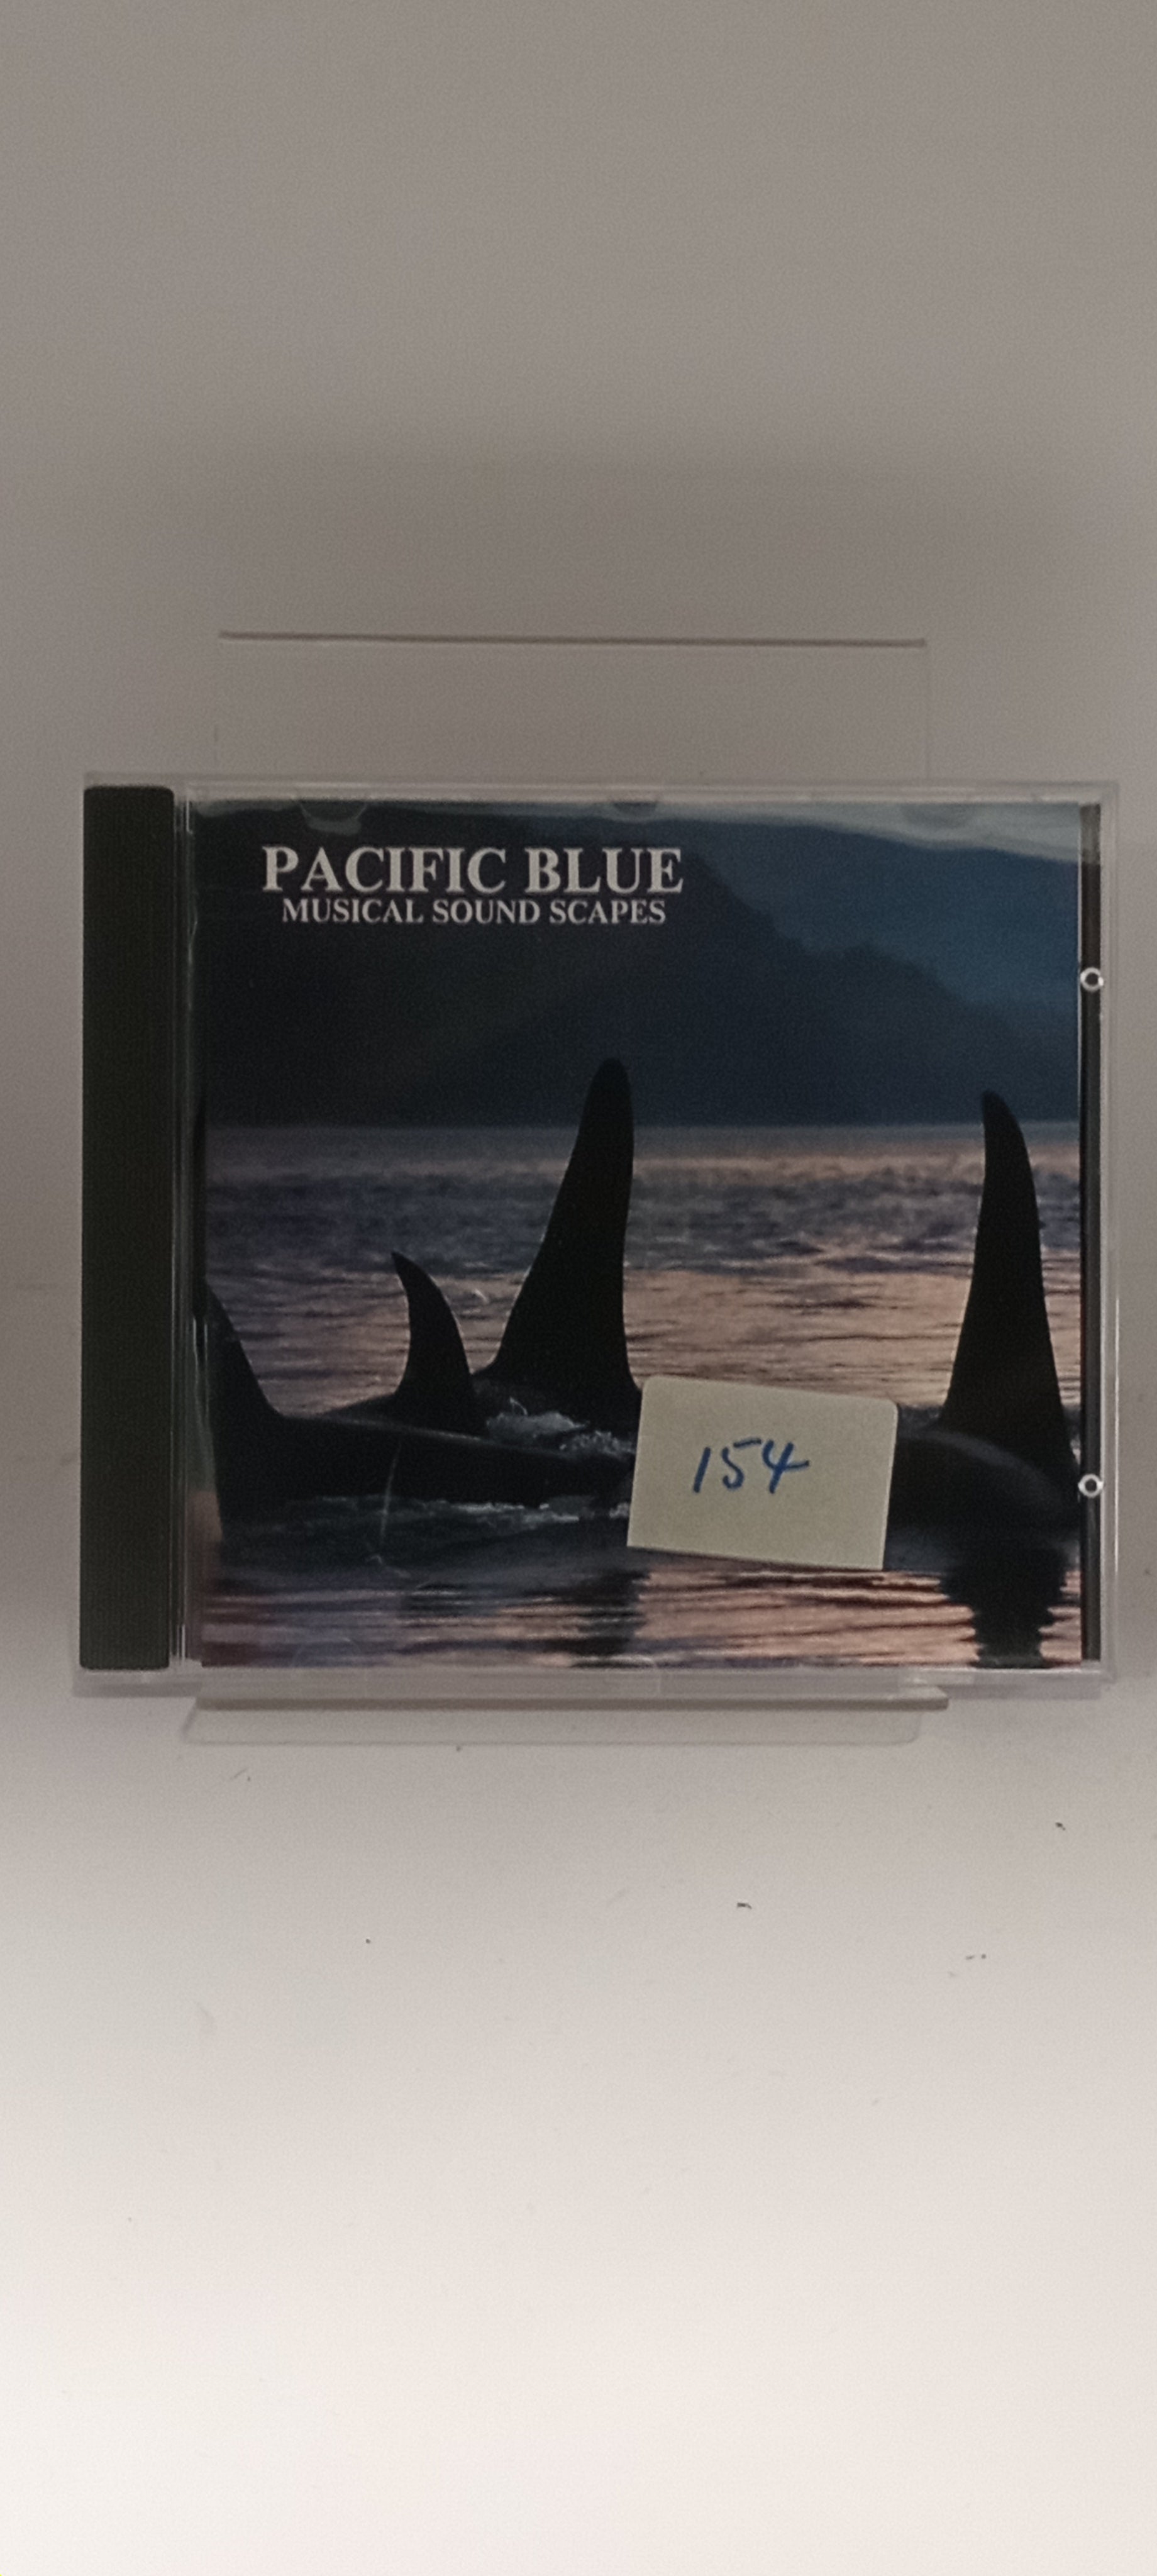 PACIFIC BLUE
MUSICAL SOUND SCAPES
154